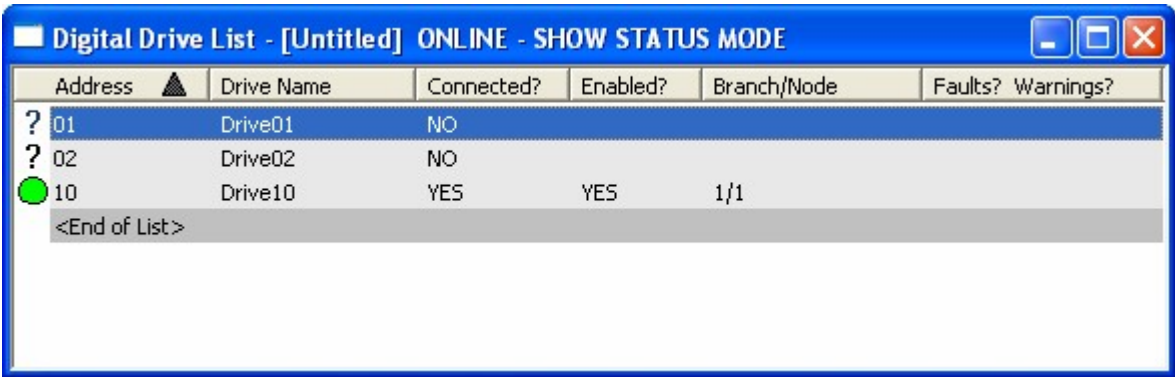 Digital Drive List - [Untitled] ONLINE - SHOW STATUS MODE
Address Drive Name Connected? Enabled? Branch/Node Faults? Warnings?
? 01 Drive01 NO
? 02 Drive02 NO
10 Drive10 YES YES 1/1
<End of List>